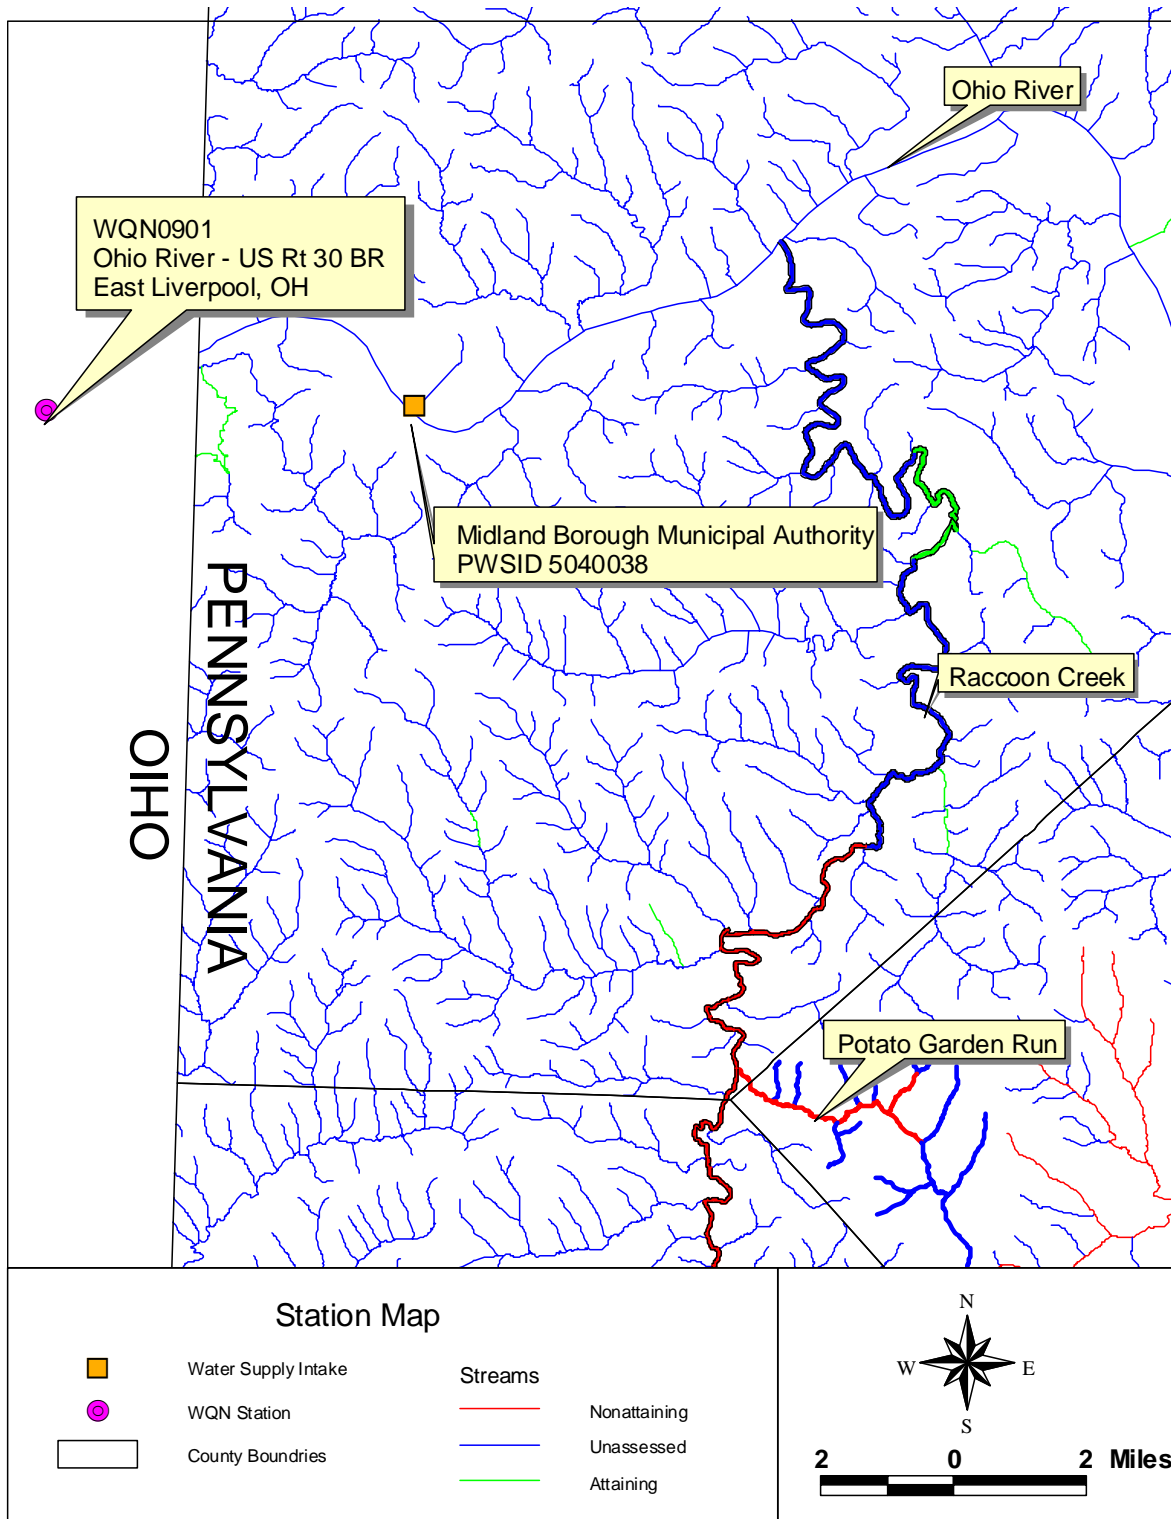 Ohio River
WQN0901
Ohio River - US Rt 30 BR
East Liverpool, OH
Midland Borough Municipal Authority
PWSID 5040038
PENNSYLVANIA
OIHO
Raccoon Creek
Potato Garden Run
Station Map
Water Supply Intake
WQN Station
County Boundries
Streams
Nonattaining
Unassessed
Attaining
N
W
E
S
2 0 2 Miles